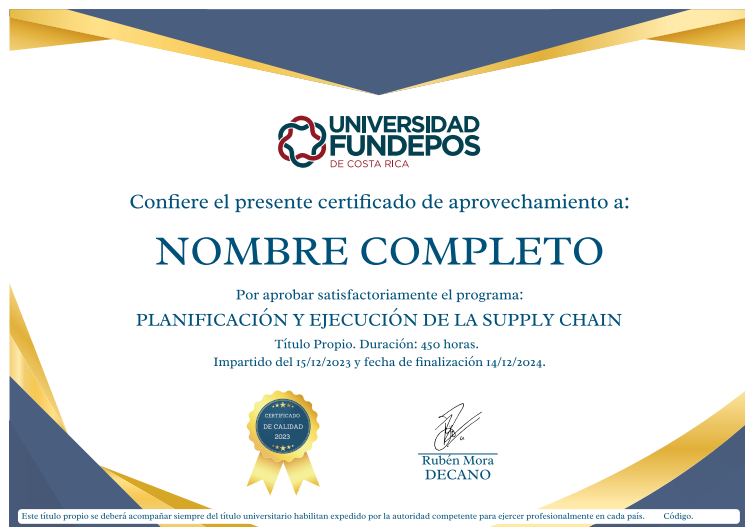 UNIVERSIDAD
FUNDEPOS
DE COSTA RICA
Confiere el presente certificado de aprovechamiento a:
NOMBRE COMPLETO
Por aprobar satisfactoriamente el programa:
PLANIFICACIÓN Y EJECUCIÓN DE LA SUPPLY CHAIN
Título Propio. Duración: 450 horas.
Impartido del 15/12/2023 y fecha de finalización 14/12/2024.
CERTIFICADO
DE CALIDAD
2023
Rubén Mora
DECANO
Este título propio se deberá acompañar siempre del título universitario habilitan expedido por la autoridad competente para ejercer profesionalmente en cada país. Código.